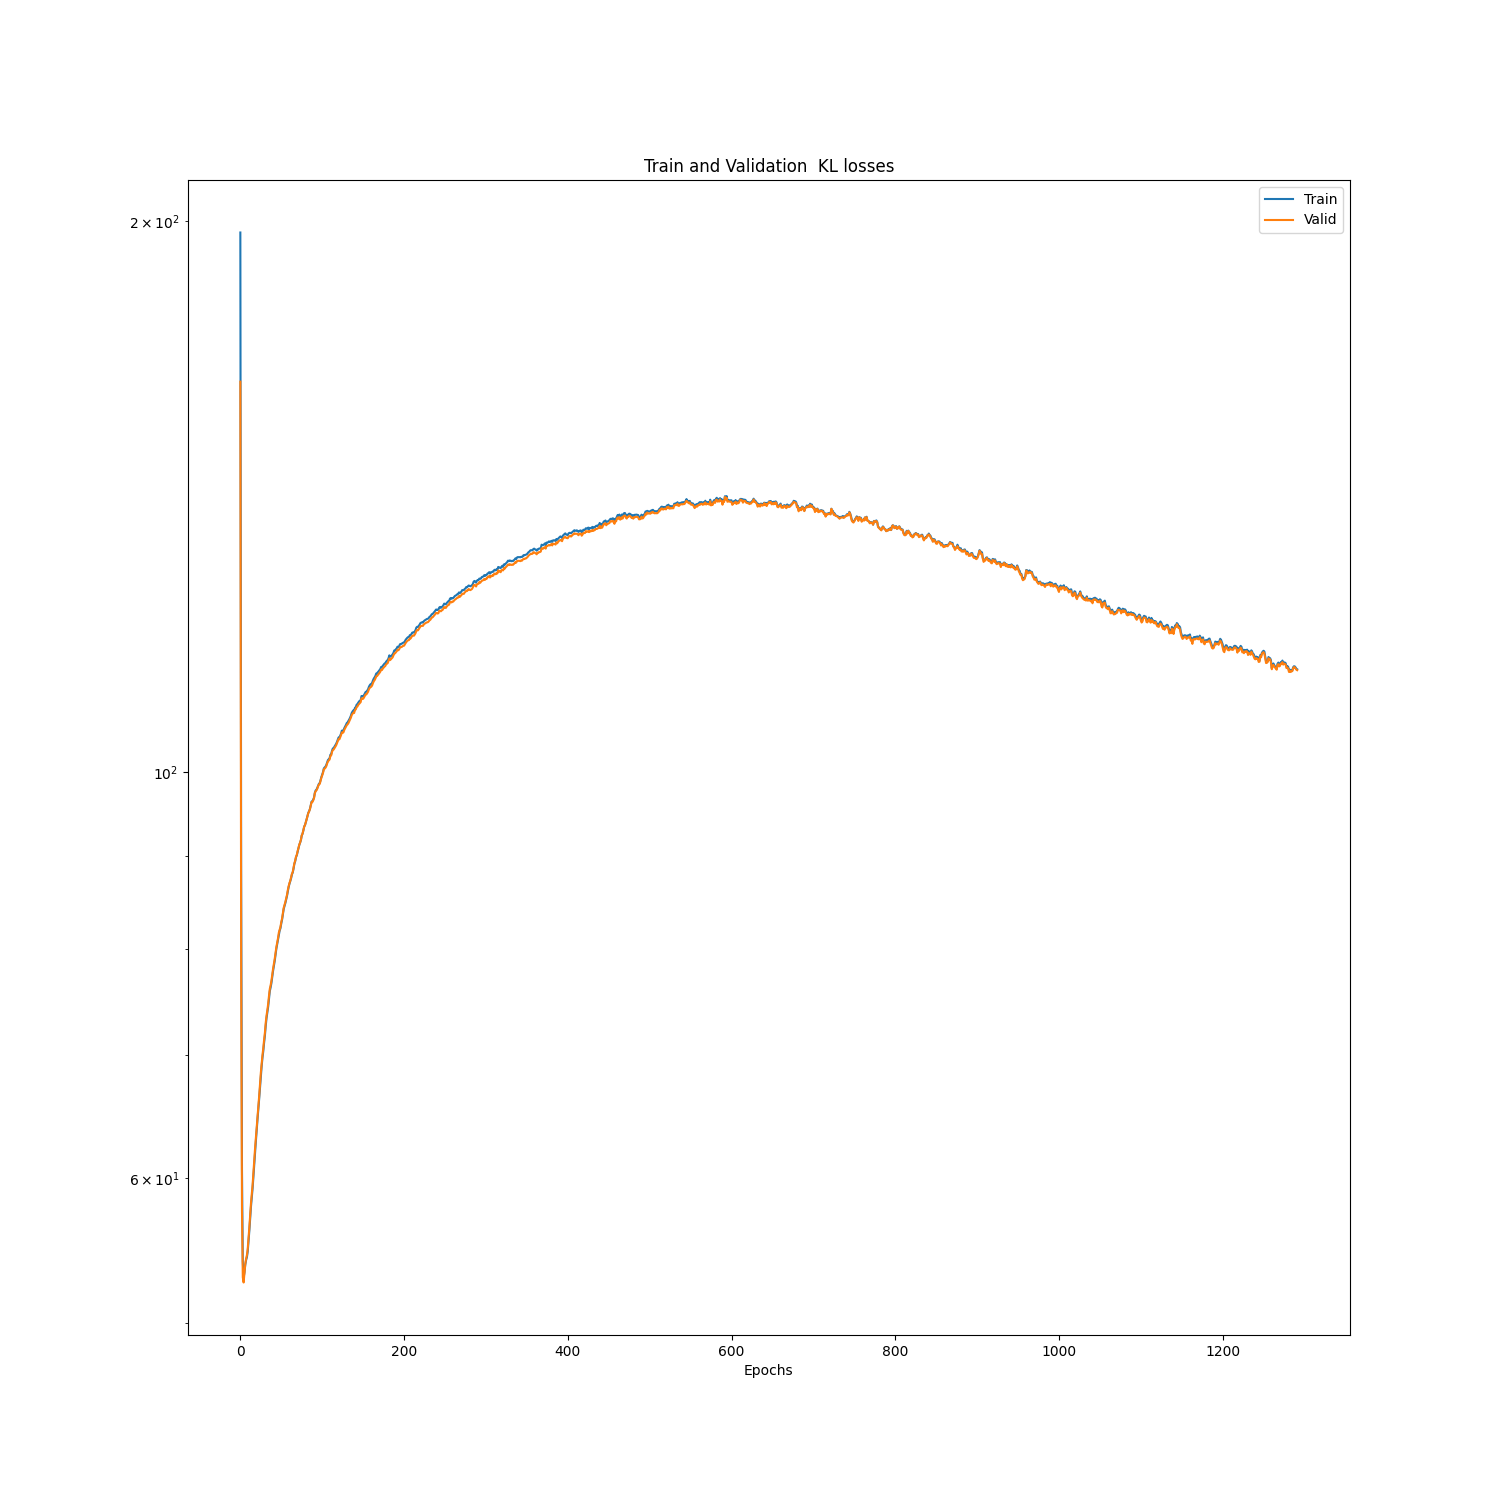 Train and Validation  KL losses
Train
Valid
2 × 10²
10²
6 × 10¹
0 200 400 600 800 1000 1200
Epochs